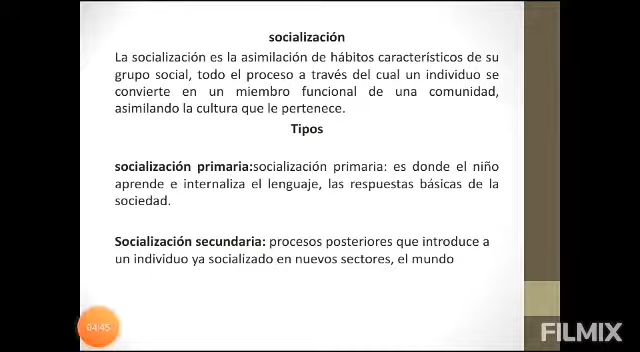 socialización
La socialización es la asimilación de hábitos característicos de su
grupo social, todo el proceso a través del cual un individuo se
convierte en un miembro funcional de una comunidad,
asimilando la cultura que le pertenece.
Tipos
socialización primaria:socialización primaria: es donde el niño
aprende e internaliza el lenguaje, las respuestas básicas de la
sociedad.
Socialización secundaria: procesos posteriores que introduce a
un individuo ya socializado en nuevos sectores, el mundo
04:45
FILMIX